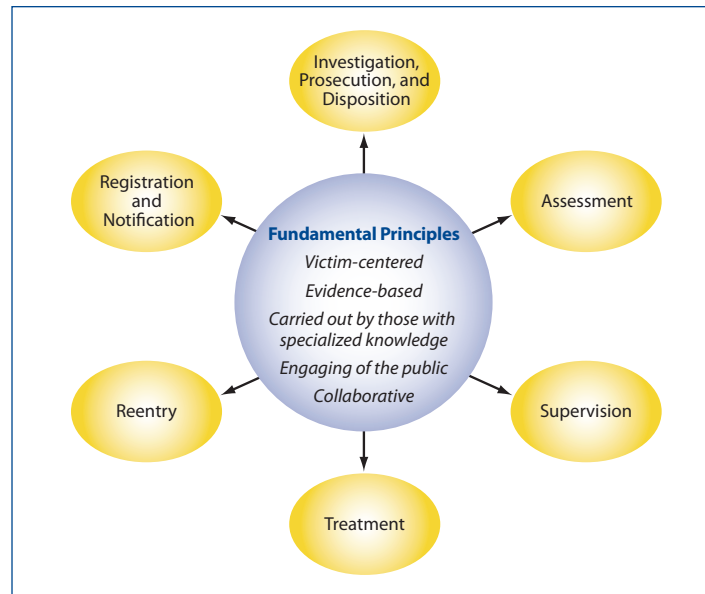 Investigation,
Prosecution, and
Disposition
Registration
and
Notification
Assessment
Fundamental Principles
Victim-centered
Evidence-based
Carried out by those with
specialized knowledge
Engaging of the public
Collaborative
Reentry
Supervision
Treatment